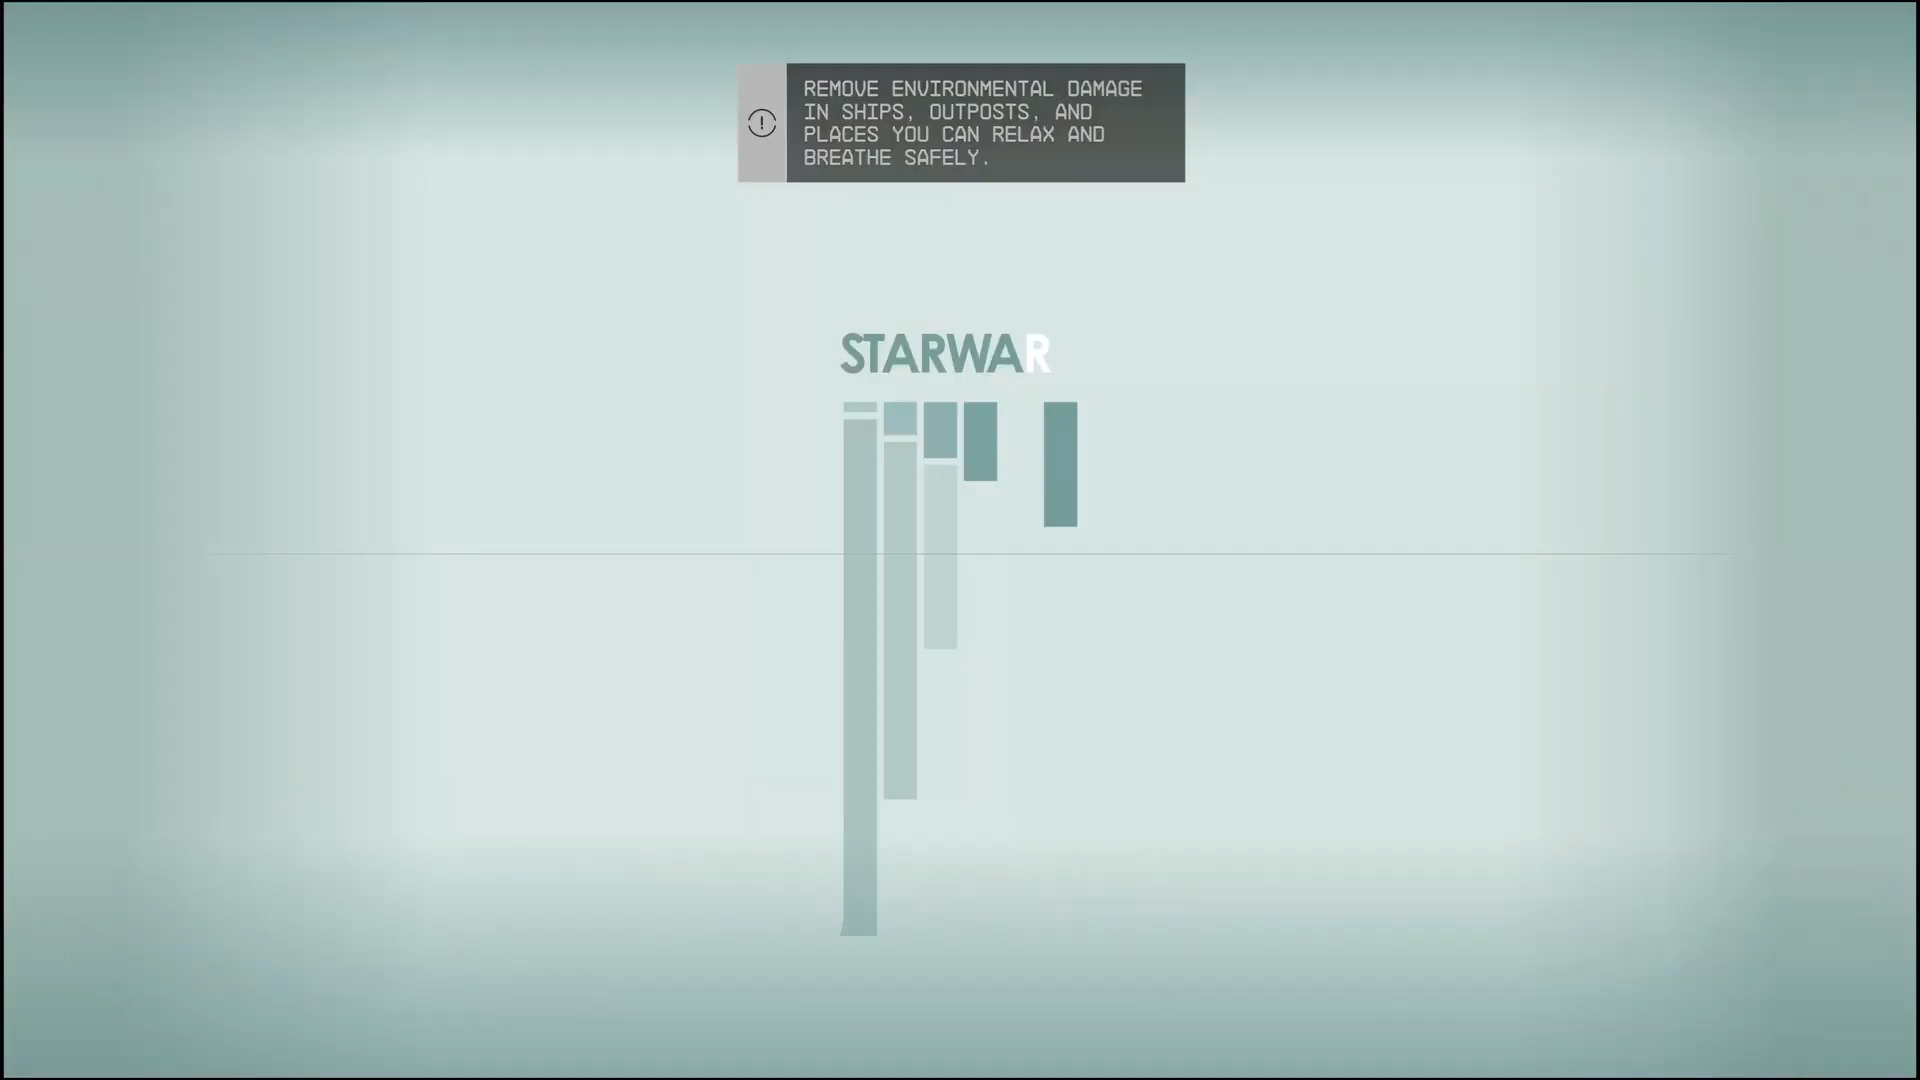 REMOVE ENVIRONMENTAL DAMAGE
IN SHIPS, OUTPOSTS, AND
PLACES YOU CAN RELAX AND
BREATHE SAFELY.
STARWAR